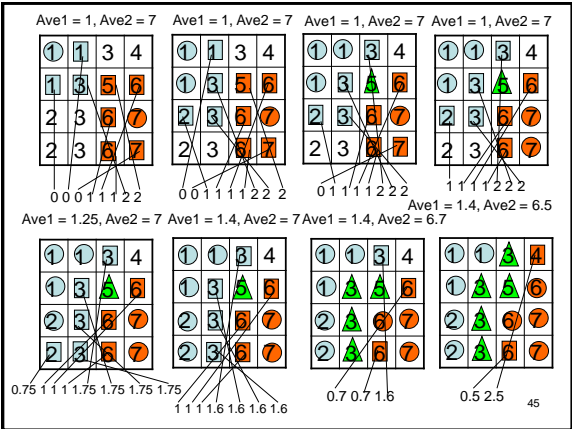 Ave1 = 1, Ave2 = 7 Ave1 = 1, Ave2 = 7 Ave1 = 1, Ave2 = 7 Ave1 = 1, Ave2 = 7
1 1 3 4 1 1 3 4 1 1 3 4 1 1 3 4
1 3 5 6 1 3 5 6 1 3 5 6 1 3 5 6
2 3 6 7 2 3 6 7 2 3 6 7 2 3 6 7
2 3 6 7 2 3 6 7 2 3 6 7 2 3 6 7
0 0 0 1 1 1 1 2 2 0 0 1 1 1 1 2 2 2 0 1 1 1 1 2 2 2 1 1 1 1 2 2 2
Ave1 = 1.25, Ave2 = 7 Ave1 = 1.4, Ave2 = 7 Ave1 = 1.4, Ave2 = 6.7 Ave1 = 1.4, Ave2 = 6.5
1 1 3 4 1 1 3 4 1 1 3 4 1 1 3 4
1 3 5 6 1 3 5 6 1 3 5 6 1 3 5 6
2 3 6 7 2 3 6 7 2 3 6 7 2 3 6 7
2 3 6 7 2 3 6 7 2 3 6 7 2 3 6 7
0.75 1 1 1 1.75 1.75 1.75 1.75 1 1 1 1.6 1.6 1.6 1.6 0.7 0.7 1.6 0.5 2.5
45